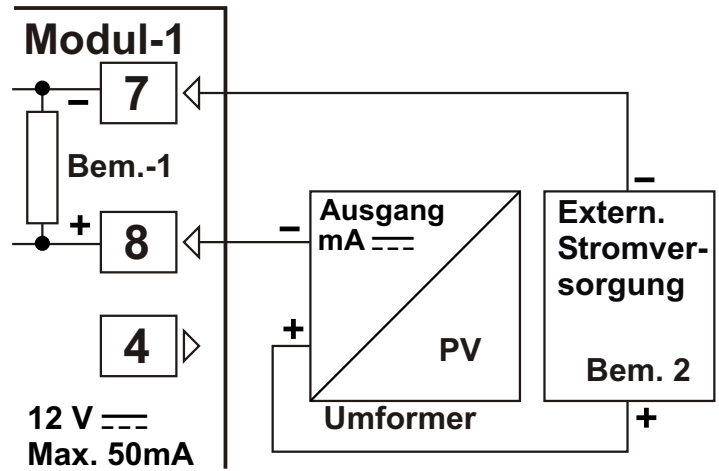 Modul-1
– 7
Bem.-1
+ 8
4
12 V
Max. 50mA
–
Ausgang
mA
+
PV
Umformer
–
Extern.
Stromver-
sorgung
Bem. 2
+